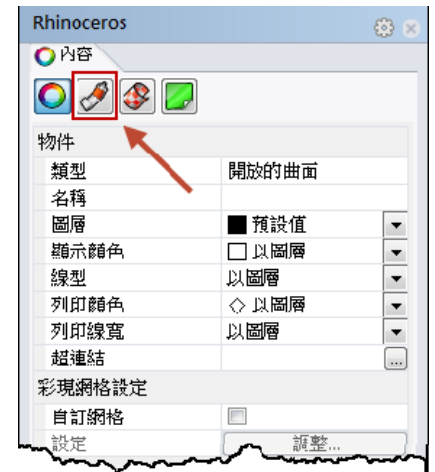 Rhinoceros
內容
物件
類型 開放的曲面
名稱
圖層 預設值
顯示顏色 以圖層
線型 以圖層
列印顏色 以圖層
列印線寬 以圖層
超連結 ...
彩現網格設定
自訂網格
設定 調整...